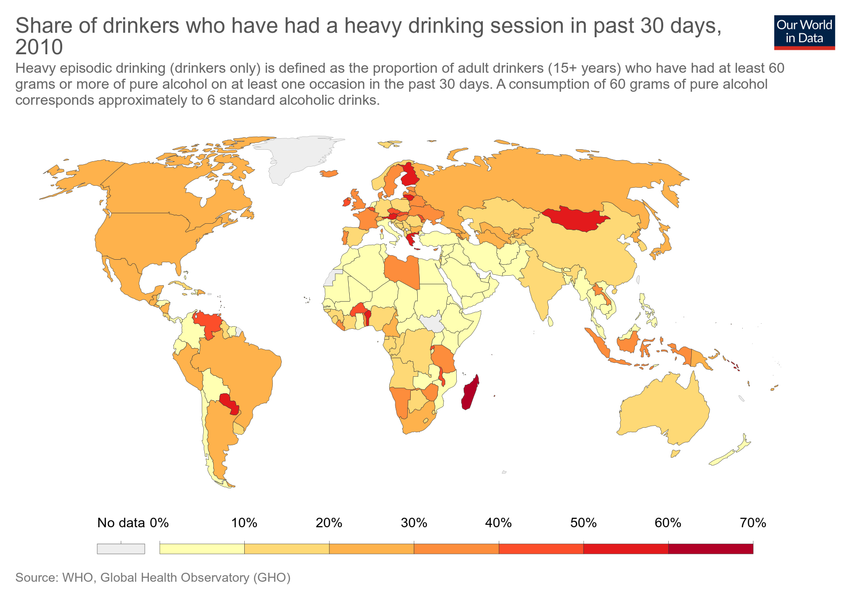 Share of drinkers who have had a heavy drinking session in past 30 days,
2010
Our World
in Data
Heavy episodic drinking (drinkers only) is defined as the proportion of adult drinkers (15+ years) who have had at least 60
grams or more of pure alcohol on at least one occasion in the past 30 days. A consumption of 60 grams of pure alcohol
corresponds approximately to 6 standard alcoholic drinks.
No data 0% 10% 20% 30% 40% 50% 60% 70%
Source: WHO, Global Health Observatory (GHO)